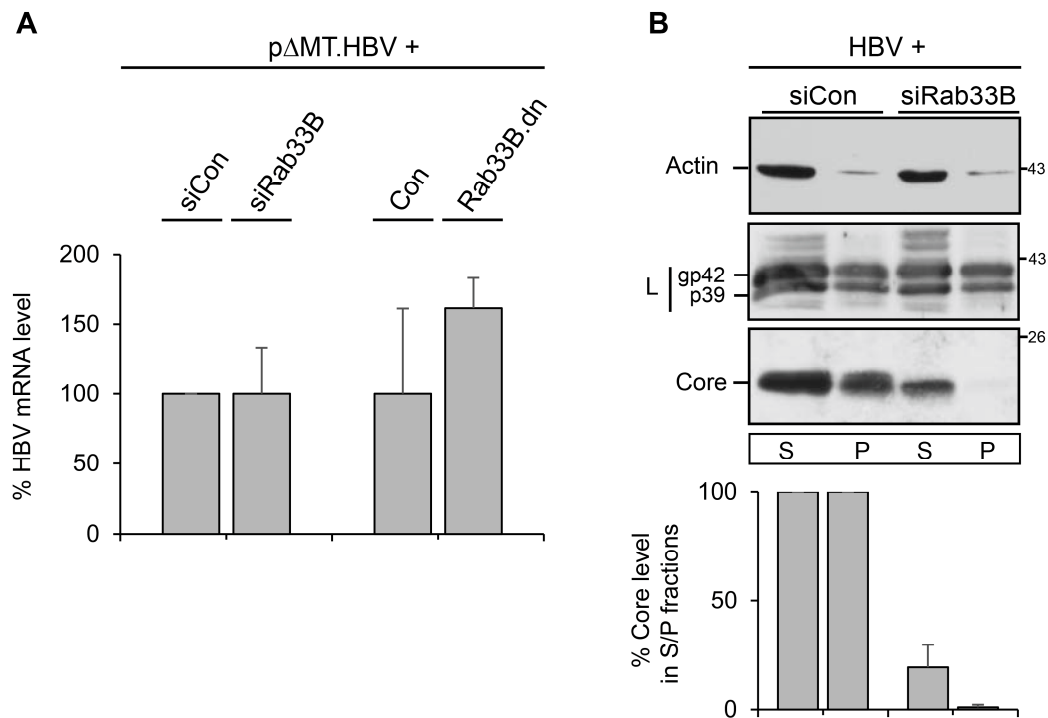 A
pΔMT.HBV +
siCon
siRab33B
Con
Rab33B.dn
% HBV mRNA level
200
150
100
50
0
B
HBV +
siCon siRab33B
Actin
43
L gp42
p39
43
Core
26
S P S P
% Core level
in S/P fractions
100
50
0